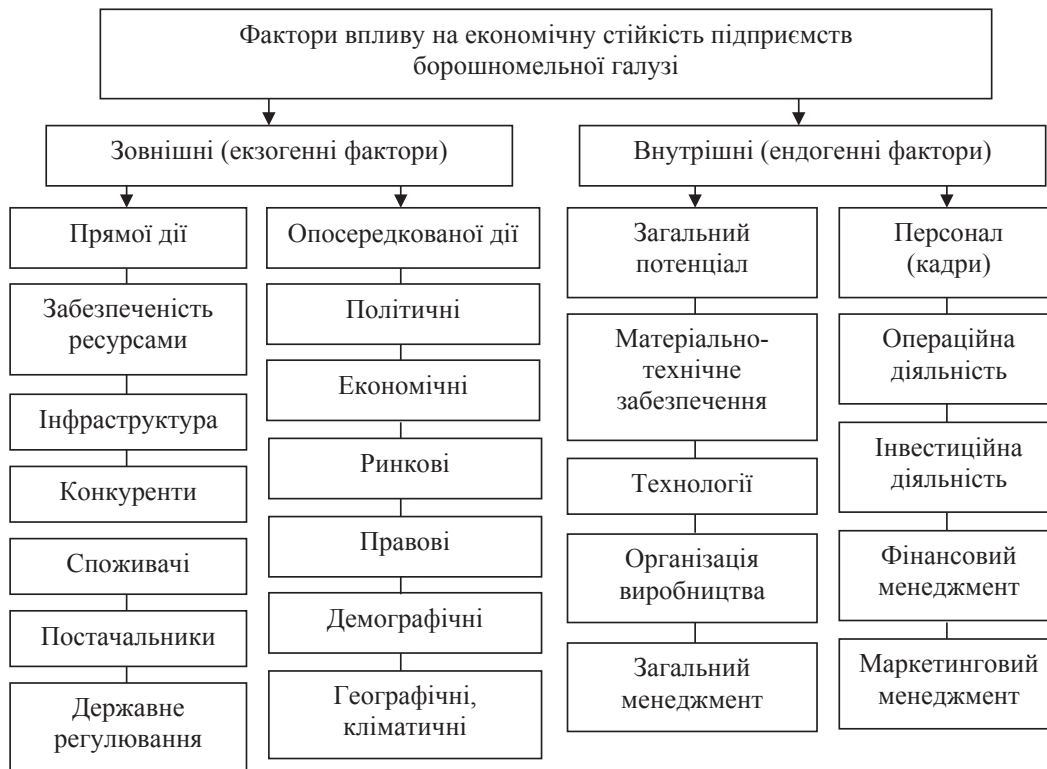 Фактори впливу на економічну стійкість підприємств
борошномельної галузі
Зовнішні (екзогенні фактори)
Внутрішні (ендогенні фактори)
Прямої дії
Забезпеченість
ресурсами
Інфраструктура
Конкуренти
Споживачі
Постачальники
Державне
регулювання
Опосередкованої дії
Політичні
Економічні
Ринкові
Правові
Демографічні
Географічні,
кліматичні
Загальний
потенціал
Матеріально-
технічне
забезпечення
Технології
Організація
виробництва
Загальний
менеджмент
Персонал
(кадри)
Операційна
діяльність
Інвестиційна
діяльність
Фінансовий
менеджмент
Маркетинговий
менеджмент